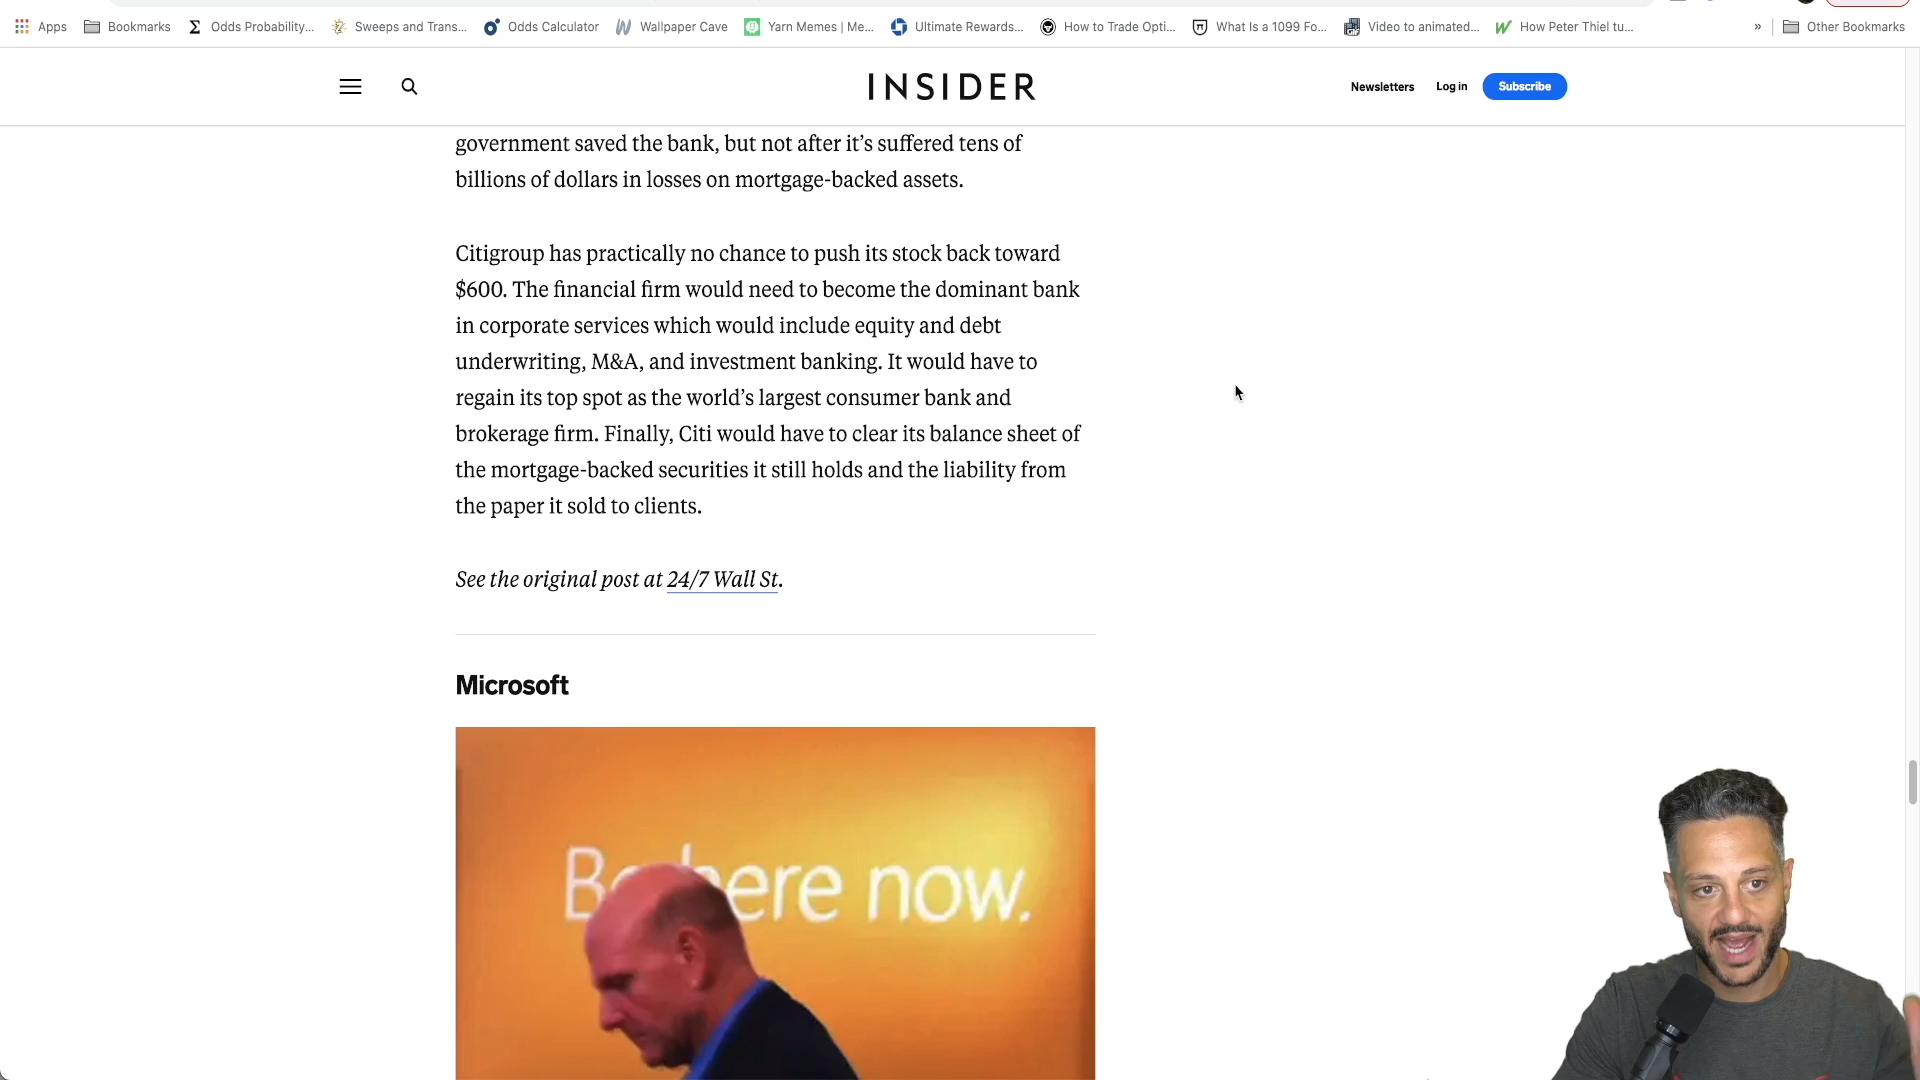 Apps
Bookmarks
Odds Probability...
Sweeps and Trans...
Odds Calculator
Wallpaper Cave
Yarn Memes | Me...
Ultimate Rewards...
How to Trade Opti...
What Is a 1099 Fo...
Video to animated...
How Peter Thiel tu...
»
Other Bookmarks
INSIDER
Newsletters
Log in
Subscribe
government saved the bank, but not after it’s suffered tens of
billions of dollars in losses on mortgage-backed assets.
Citigroup has practically no chance to push its stock back toward
$600. The financial firm would need to become the dominant bank
in corporate services which would include equity and debt
underwriting, M&A, and investment banking. It would have to
regain its top spot as the world’s largest consumer bank and
brokerage firm. Finally, Citi would have to clear its balance sheet of
the mortgage-backed securities it still holds and the liability from
the paper it sold to clients.
See the original post at 24/7 Wall St.
Microsoft
here now.